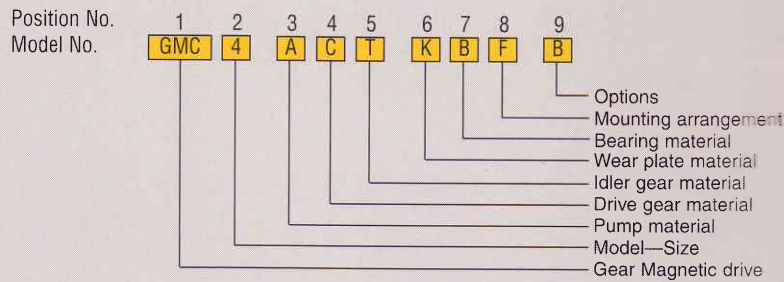 Position No. 1 2 3 4 5 6 7 8 9
Model No. GMC 4 A C T K B F B
Options
Mounting arrangement
Bearing material
Wear plate material
Idler gear material
Drive gear material
Pump material
Model—Size
Gear Magnetic drive